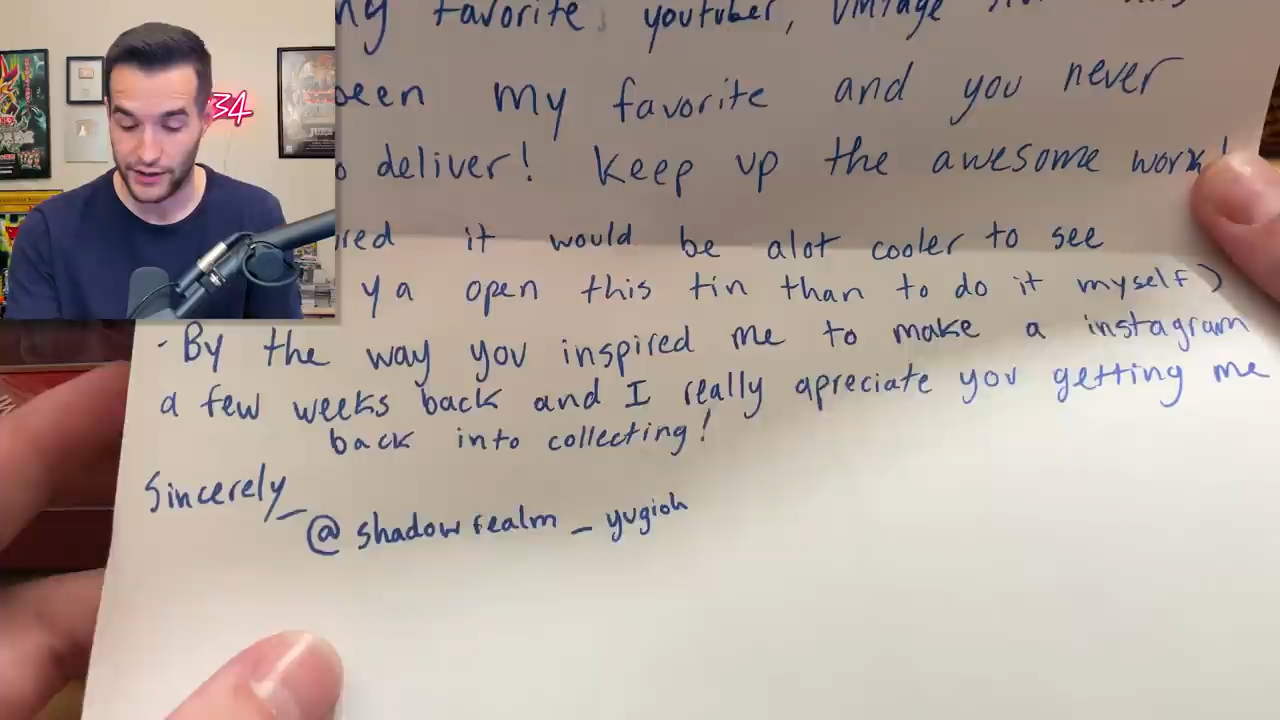 favorite youtuber, vintage
been my favorite and you never
deliver! Keep up the awesome work!
it would be alot cooler to see
ya open this tin than to do it myself)
- By the way you inspired me to make a instagram
a few weeks back and I really apreciate you getting me
back into collecting!
Sincerely,
@shadowrealm_yugioh
34